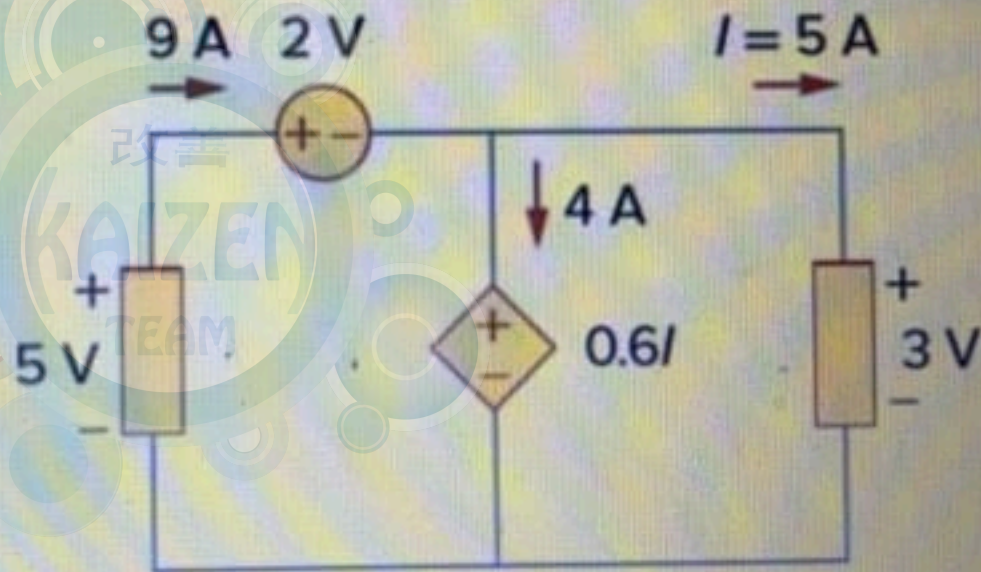 9 A 2 V I = 5 A
改善
KAIZEN
TEAM
+ −
4 A
+
5 V
−
+
−
0.6I
+
3 V
−